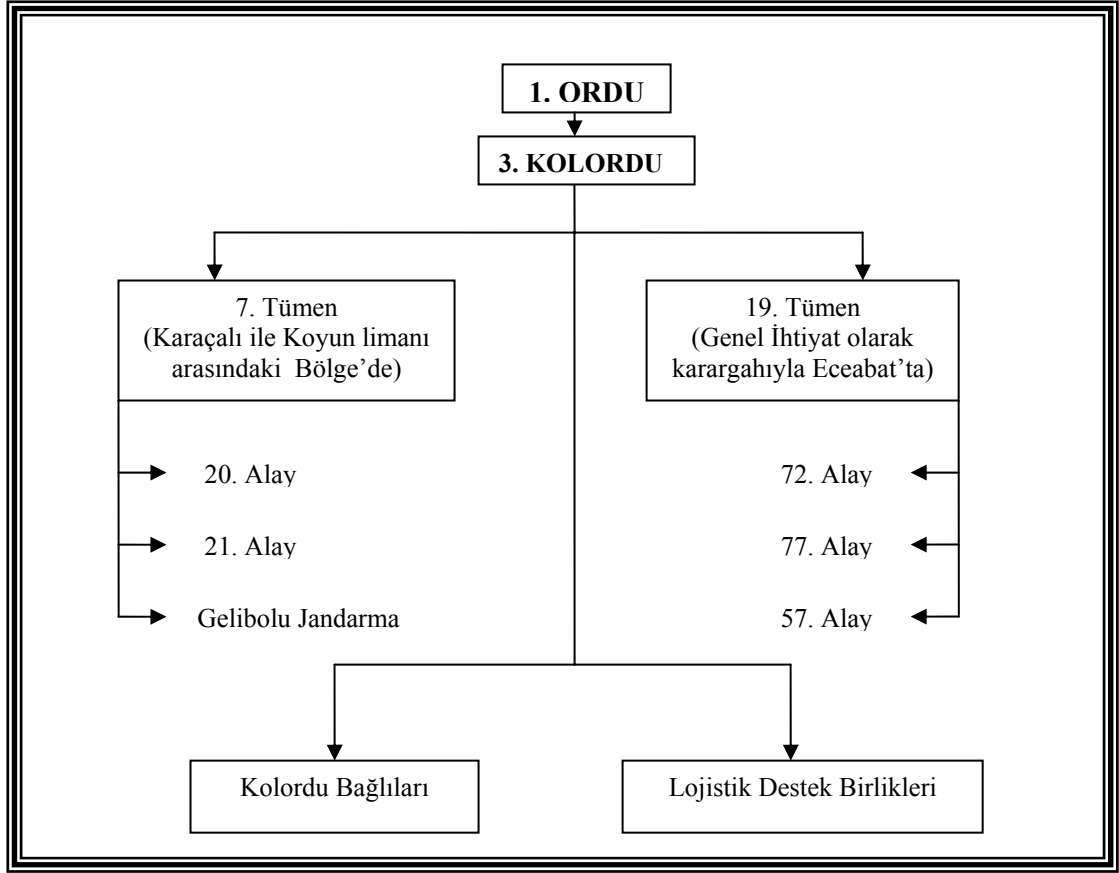 1. ORDU
3. KOLORDU
7. Tümen
(Karaçalı ile Koyun limanı
arasındaki Bölge’de)
20. Alay
21. Alay
Gelibolu Jandarma
19. Tümen
(Genel İhtiyat olarak
karargahıyla Eceabat’ta)
72. Alay
77. Alay
57. Alay
Kolordu Bağlıları
Lojistik Destek Birlikleri